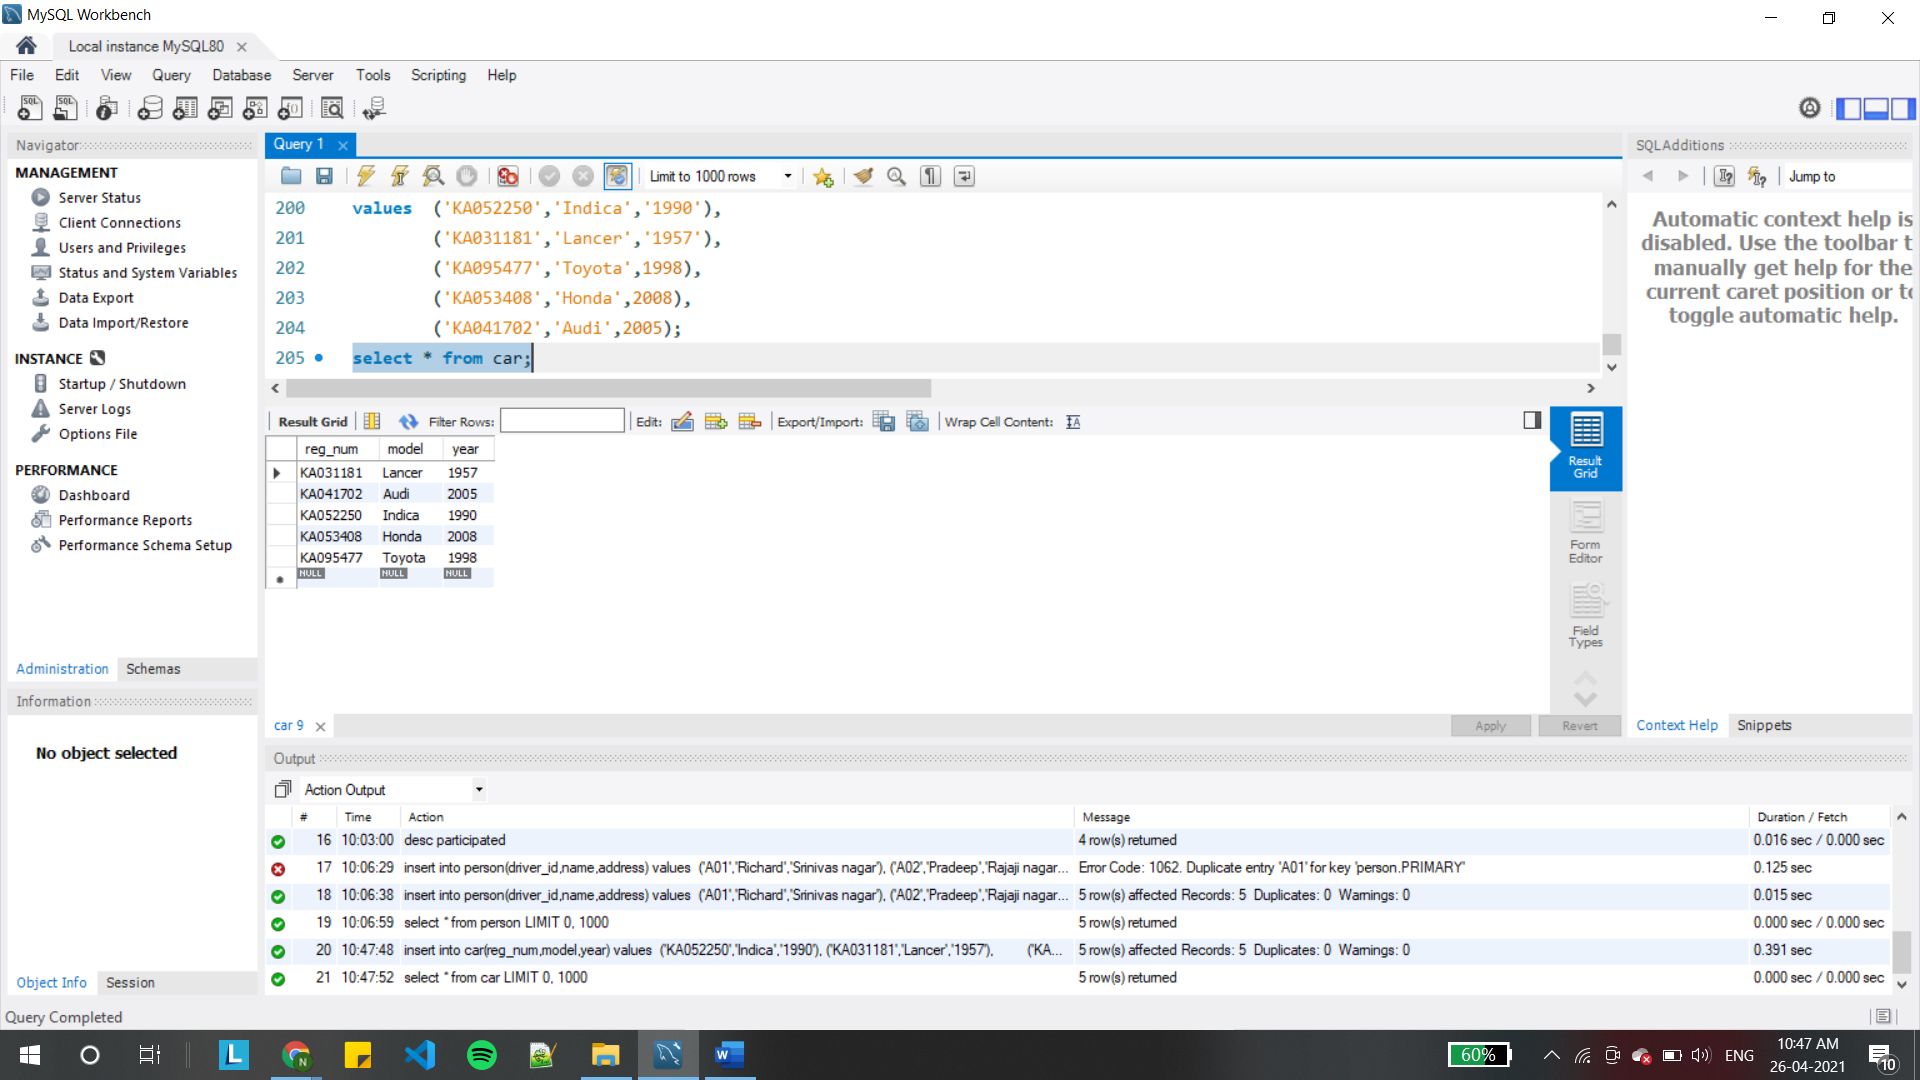 MySQL Workbench
Local instance MySQL80
File Edit View Query Database Server Tools Scripting Help
Navigator
MANAGEMENT
Server Status
Client Connections
Users and Privileges
Status and System Variables
Data Export
Data Import/Restore
INSTANCE
Startup / Shutdown
Server Logs
Options File
PERFORMANCE
Dashboard
Performance Reports
Performance Schema Setup
Administration Schemas
Information
No object selected
Object Info Session
Query 1
Limit to 1000 rows
200 values ('KA052250','Indica','1990'),
201 ('KA031181','Lancer','1957'),
202 ('KA095477','Toyota',1998),
203 ('KA053408','Honda',2008),
204 ('KA041702','Audi',2005);
205 select * from car;
Result Grid Filter Rows: Edit: Export/Import: Wrap Cell Content:
reg_num model year
KA031181 Lancer 1957
KA041702 Audi 2005
KA052250 Indica 1990
KA053408 Honda 2008
KA095477 Toyota 1998
NULL NULL NULL
Result
Grid
Form
Editor
Field
Types
car 9
Apply Revert
SQLAdditions
Jump to
Automatic context help is
disabled. Use the toolbar t
manually get help for the
current caret position or to
toggle automatic help.
Context Help Snippets
Output
Action Output
# Time Action Message Duration / Fetch
16 10:03:00 desc participated 4 row(s) returned 0.016 sec / 0.000 sec
17 10:06:29 insert into person(driver_id,name,address) values ('A01','Richard','Srinivas nagar'), ('A02','Pradeep','Rajaji nagar... Error Code: 1062. Duplicate entry 'A01' for key 'person.PRIMARY' 0.125 sec
18 10:06:38 insert into person(driver_id,name,address) values ('A01','Richard','Srinivas nagar'), ('A02','Pradeep','Rajaji nagar... 5 row(s) affected Records: 5 Duplicates: 0 Warnings: 0 0.015 sec
19 10:06:59 select * from person LIMIT 0, 1000 5 row(s) returned 0.000 sec / 0.000 sec
20 10:47:48 insert into car(reg_num,model,year) values ('KA052250','Indica','1990'), ('KA031181','Lancer','1957'), ('KA... 5 row(s) affected Records: 5 Duplicates: 0 Warnings: 0 0.391 sec
21 10:47:52 select * from car LIMIT 0, 1000 5 row(s) returned 0.000 sec / 0.000 sec
Query Completed
60%
ENG
10:47 AM
26-04-2021
10